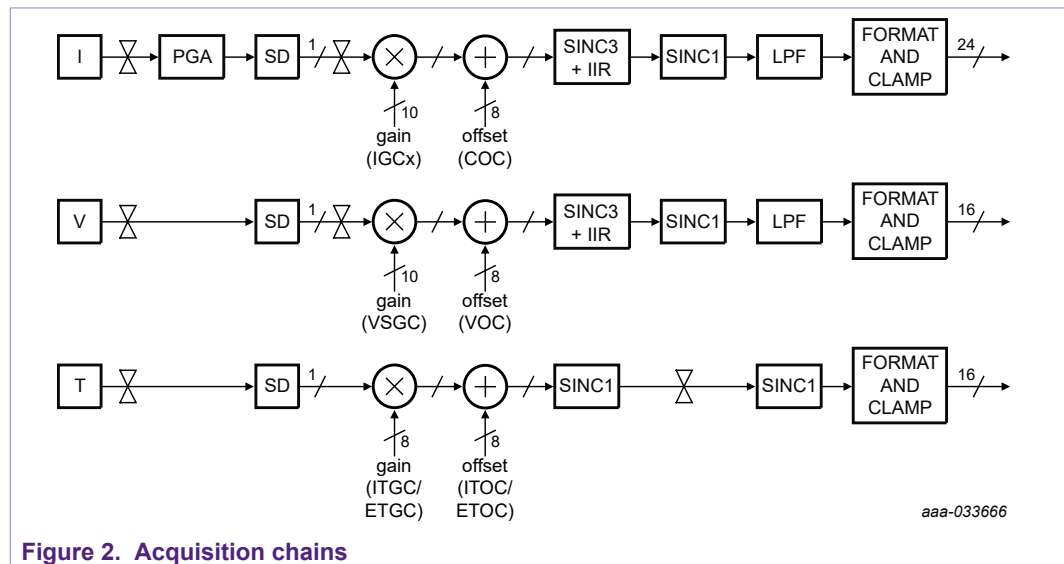 I
PGA
SD
1
×
10
gain
(IGCx)
+
8
offset
(COC)
SINC3
+ IIR
SINC1
LPF
FORMAT
AND
CLAMP
24
V
SD
1
×
10
gain
(VSGC)
+
8
offset
(VOC)
SINC3
+ IIR
SINC1
LPF
FORMAT
AND
CLAMP
16
T
SD
1
×
8
gain
(ITGC/
ETGC)
+
8
offset
(ITOC/
ETOC)
SINC1
SINC1
FORMAT
AND
CLAMP
16
aaa-033666
Figure 2. Acquisition chains